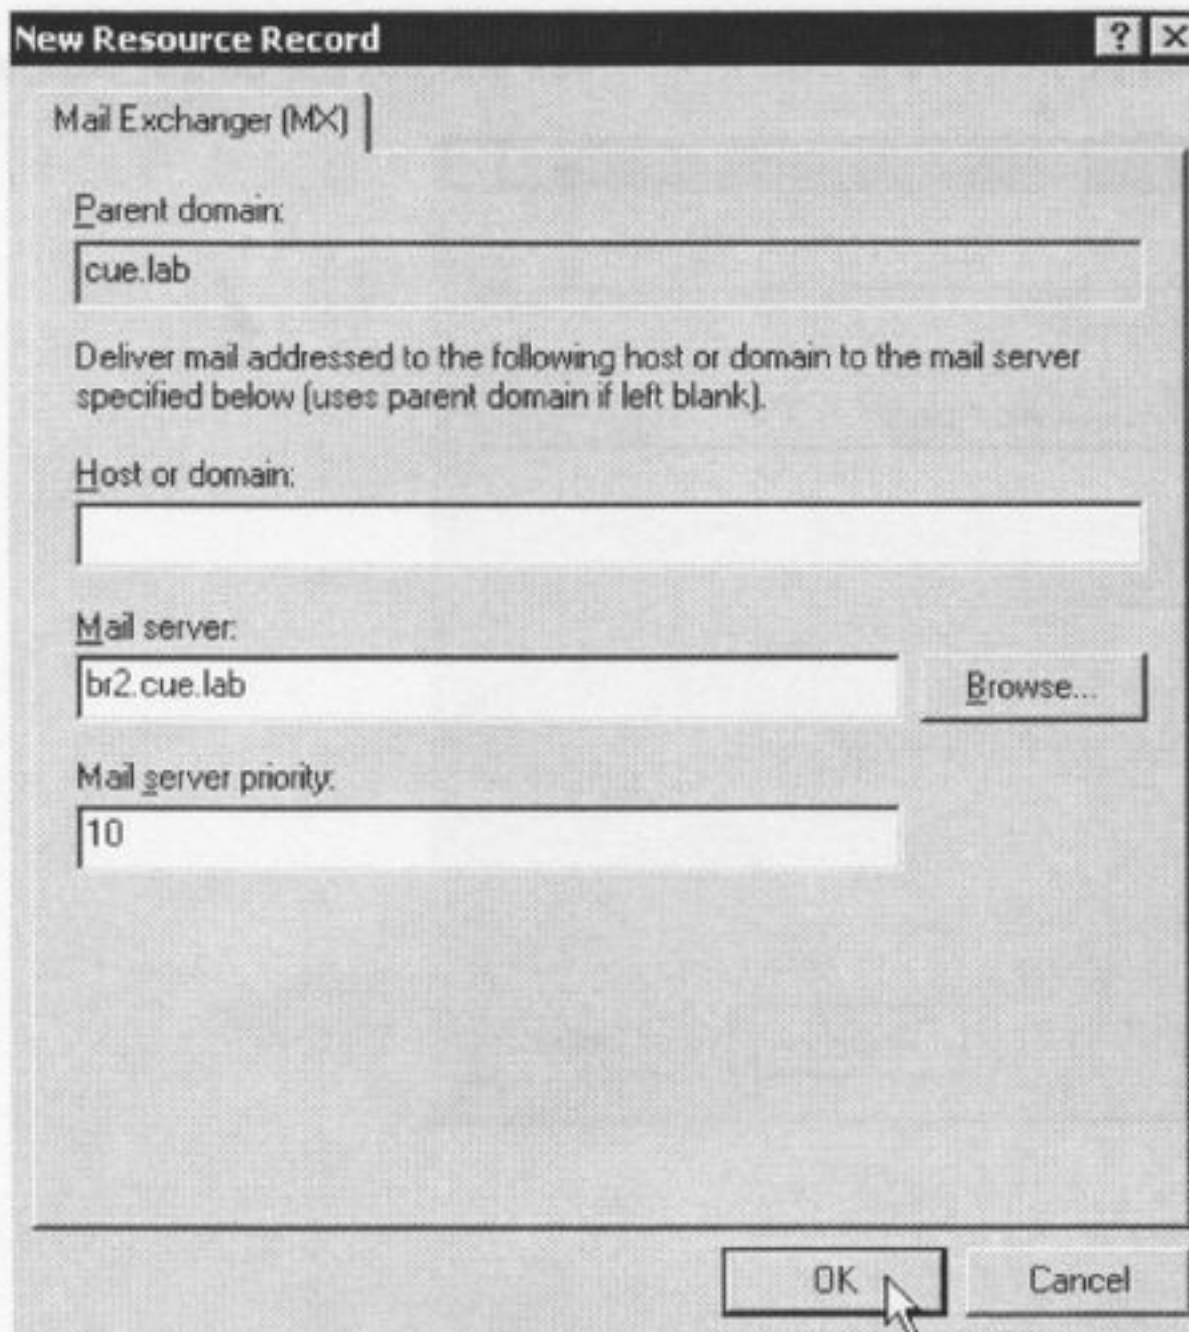 New Resource Record
Mail Exchanger (MX)
Parent domain:
cue.lab
Deliver mail addressed to the following host or domain to the mail server
specified below (uses parent domain if left blank).
Host or domain:
Mail server:
br2.cue.lab
Browse...
Mail server priority:
10
OK
Cancel